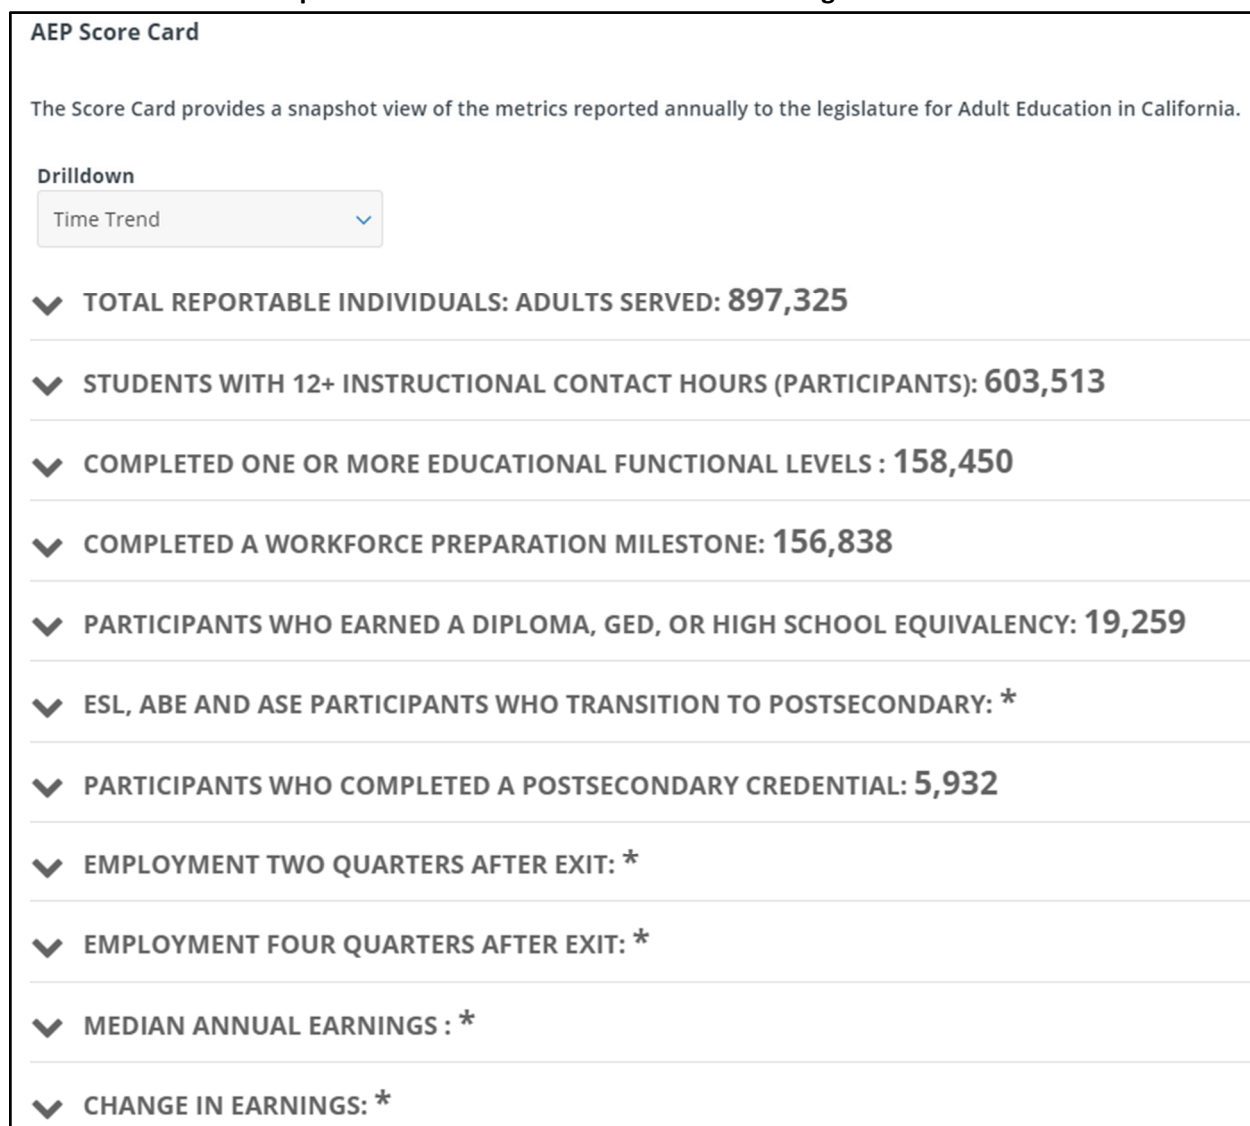 AEP Score Card
The Score Card provides a snapshot view of the metrics reported annually to the legislature for Adult Education in California.
Drilldown
Time Trend
TOTAL REPORTABLE INDIVIDUALS: ADULTS SERVED: 897,325
STUDENTS WITH 12+ INSTRUCTIONAL CONTACT HOURS (PARTICIPANTS): 603,513
COMPLETED ONE OR MORE EDUCATIONAL FUNCTIONAL LEVELS : 158,450
COMPLETED A WORKFORCE PREPARATION MILESTONE: 156,838
PARTICIPANTS WHO EARNED A DIPLOMA, GED, OR HIGH SCHOOL EQUIVALENCY: 19,259
ESL, ABE AND ASE PARTICIPANTS WHO TRANSITION TO POSTSECONDARY: *
PARTICIPANTS WHO COMPLETED A POSTSECONDARY CREDENTIAL: 5,932
EMPLOYMENT TWO QUARTERS AFTER EXIT: *
EMPLOYMENT FOUR QUARTERS AFTER EXIT: *
MEDIAN ANNUAL EARNINGS : *
CHANGE IN EARNINGS: *